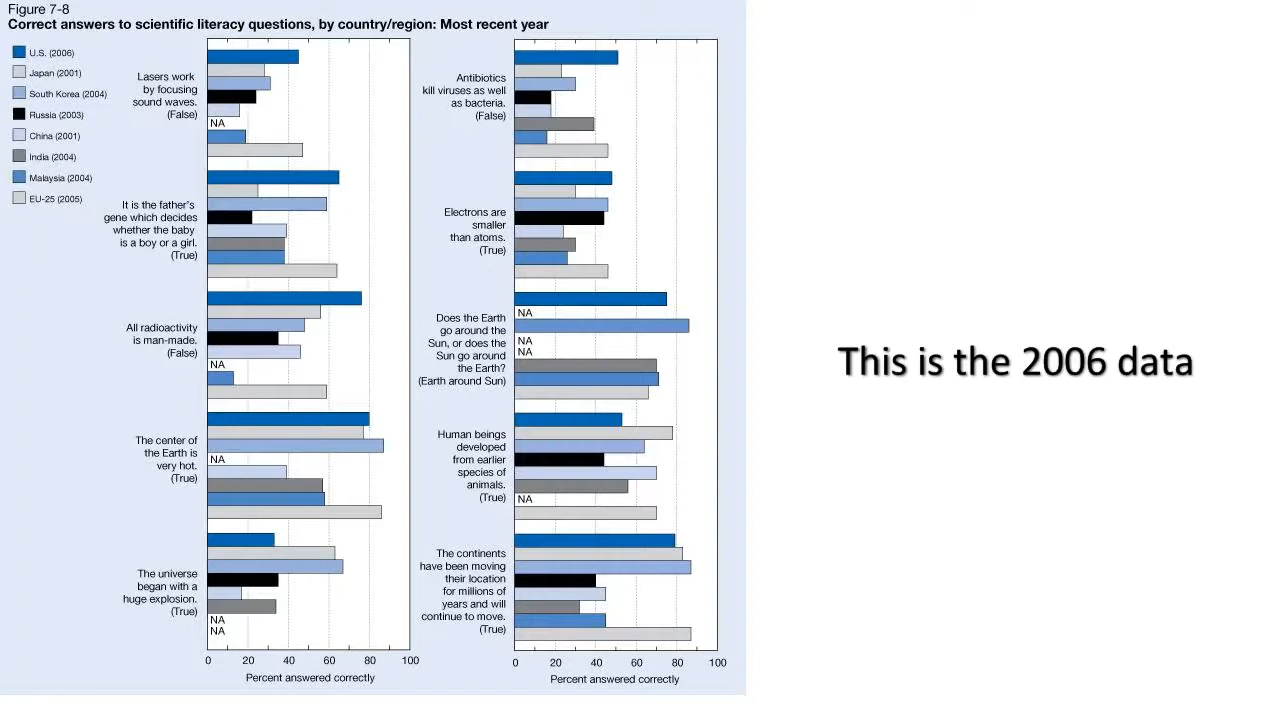 Figure 7-8
Correct answers to scientific literacy questions, by country/region: Most recent year
U.S. (2006)
Japan (2001)
South Korea (2004)
Russia (2003)
China (2001)
India (2004)
Malaysia (2004)
EU-25 (2005)
Lasers work
by focusing
sound waves.
(False)
NA
It is the father's
gene which decides
whether the baby
is a boy or a girl.
(True)
All radioactivity
is man-made.
(False)
NA
The center of
the Earth is
very hot.
(True)
NA
The universe
began with a
huge explosion.
(True)
NA
NA
0 20 40 60 80 100
Percent answered correctly
Antibiotics
kill viruses as well
as bacteria.
(False)
Electrons are
smaller
than atoms.
(True)
Does the Earth
go around the
Sun, or does the
Sun go around
the Earth?
(Earth around Sun)
NA
NA
NA
Human beings
developed
from earlier
species of
animals.
(True)
NA
The continents
have been moving
their location
for millions of
years and will
continue to move.
(True)
0 20 40 60 80 100
Percent answered correctly
This is the 2006 data